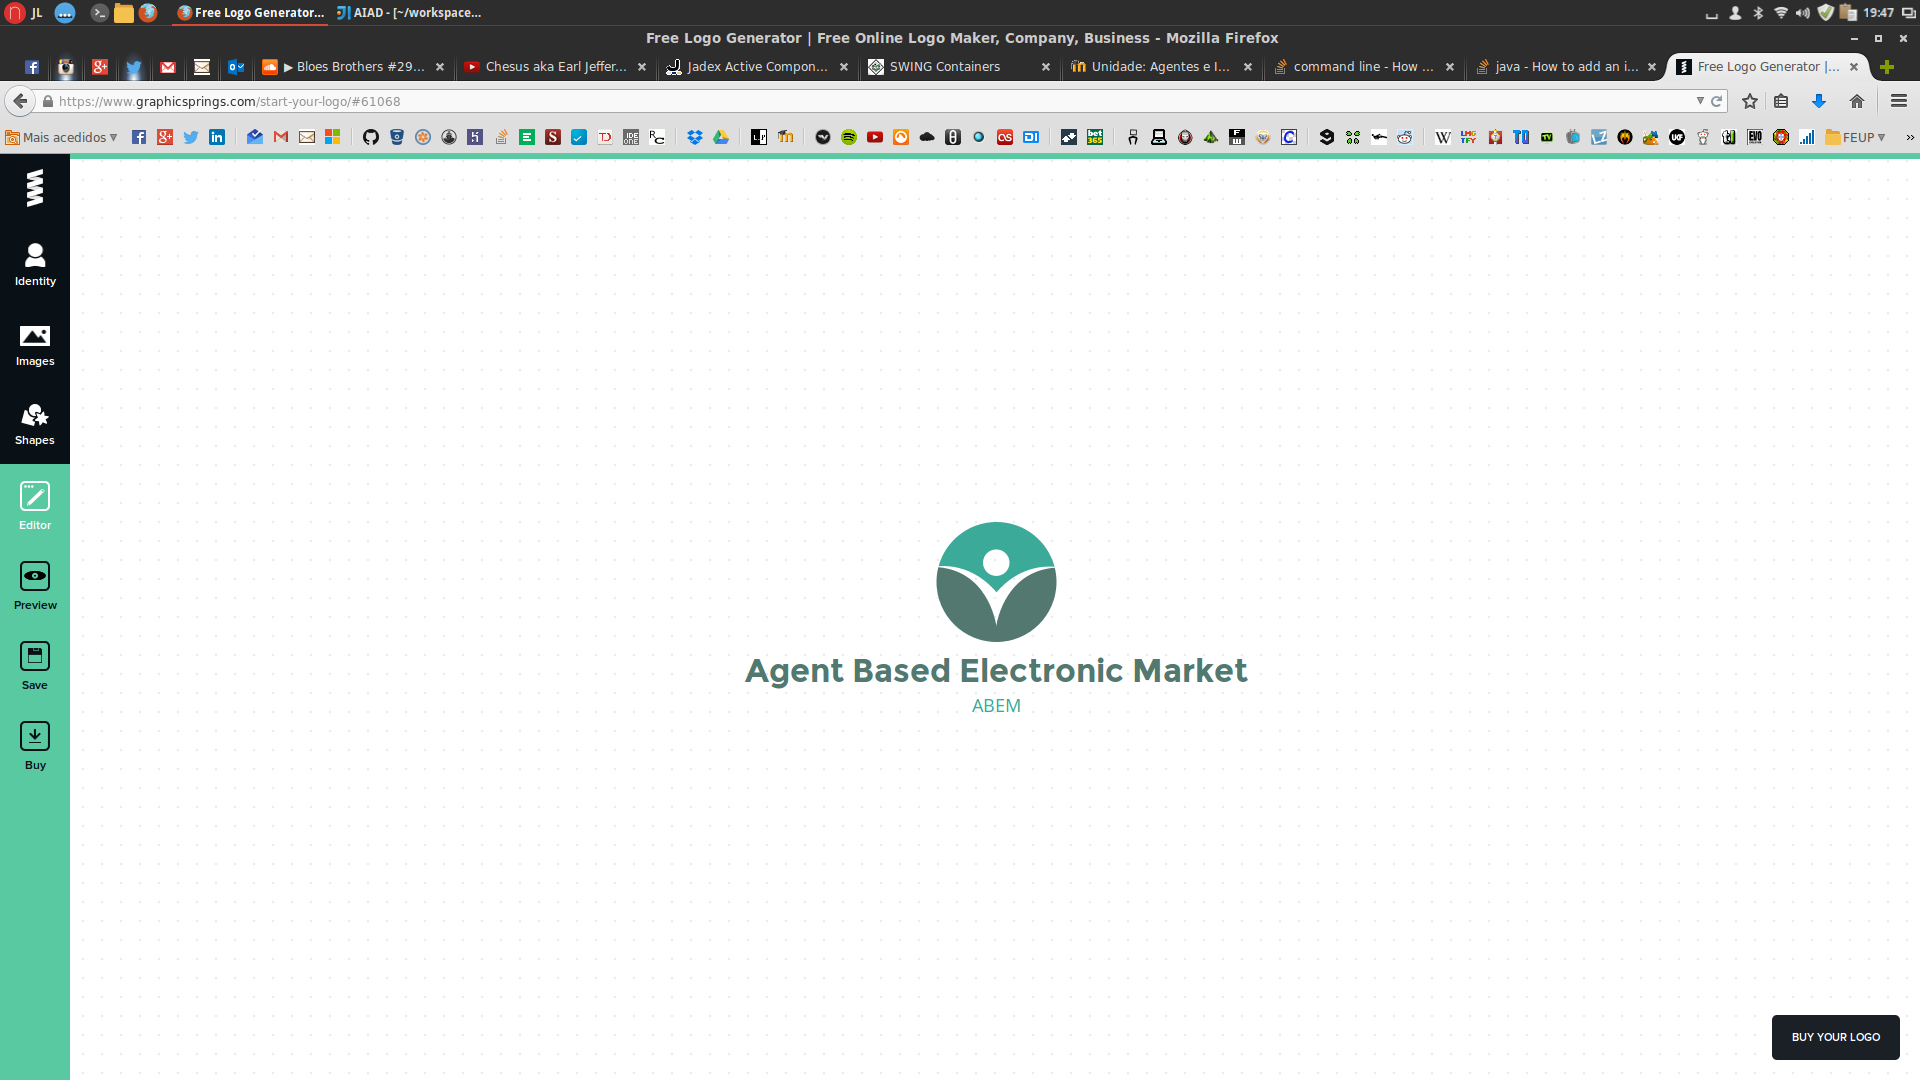 JL
Free Logo Generator...
AIAD - [~/workspace...
19:47
Free Logo Generator | Free Online Logo Maker, Company, Business - Mozilla Firefox
▶ Bloes Brothers #29...
Chesus aka Earl Jeffer...
Jadex Active Compon...
SWING Containers
Unidade: Agentes e I...
command line - How ...
java - How to add an i...
Free Logo Generator |...
https://www.graphicsprings.com/start-your-logo/#61068
Mais acedidos
FEUP
Identity
Images
Shapes
Editor
Preview
Save
Buy
Agent Based Electronic Market
ABEM
BUY YOUR LOGO